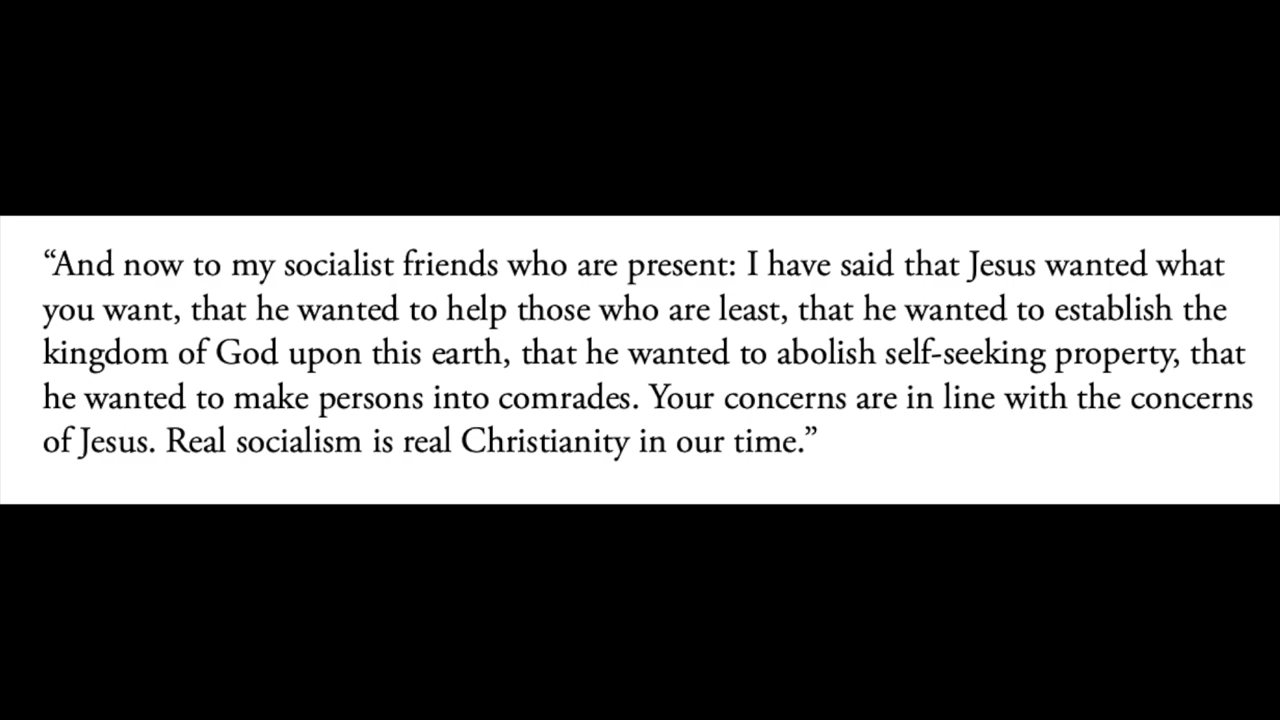 “And now to my socialist friends who are present: I have said that Jesus wanted what
you want, that he wanted to help those who are least, that he wanted to establish the
kingdom of God upon this earth, that he wanted to abolish self-seeking property, that
he wanted to make persons into comrades. Your concerns are in line with the concerns
of Jesus. Real socialism is real Christianity in our time.”